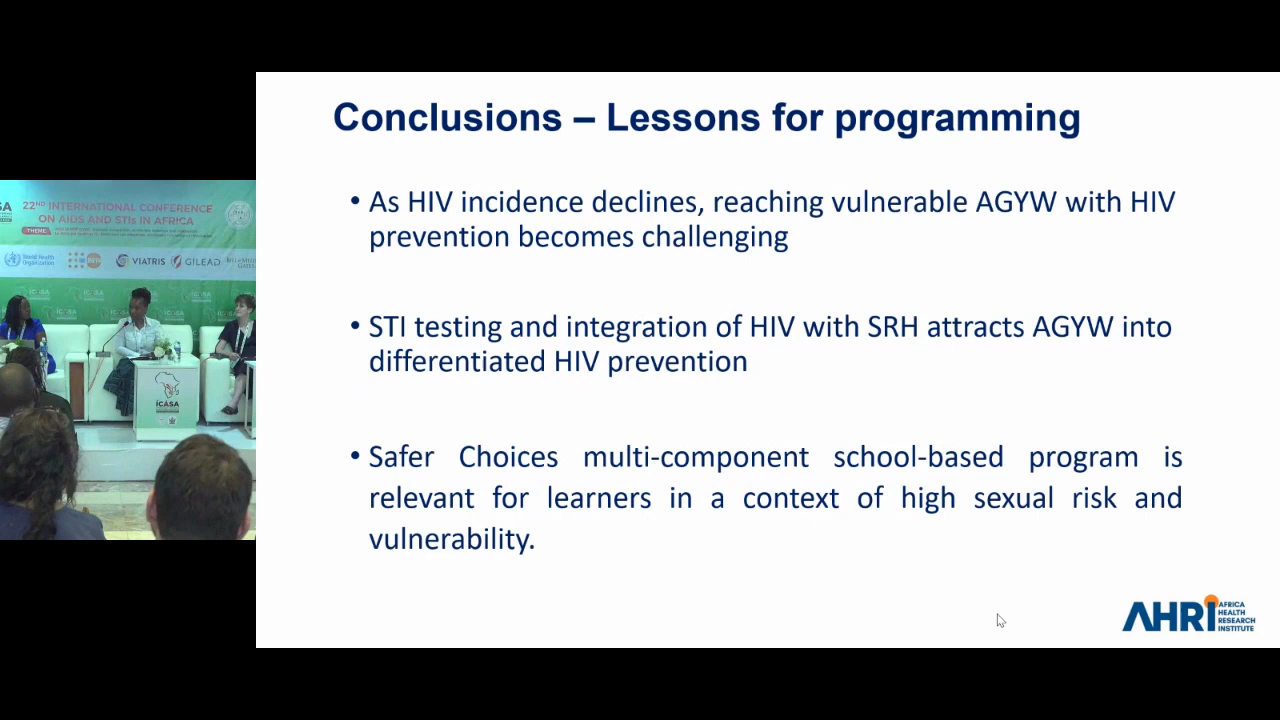 22ND INTERNATIONAL CONFERENCE
ON AIDS AND STIs IN AFRICA
THEME:
World Health
Organization
VIATRIS
GILEAD
ICASA
Conclusions – Lessons for programming
• As HIV incidence declines, reaching vulnerable AGYW with HIV
prevention becomes challenging
• STI testing and integration of HIV with SRH attracts AGYW into
differentiated HIV prevention
• Safer Choices multi-component school-based program is
relevant for learners in a context of high sexual risk and
vulnerability.
AHRI AFRICA
HEALTH
RESEARCH
INSTITUTE